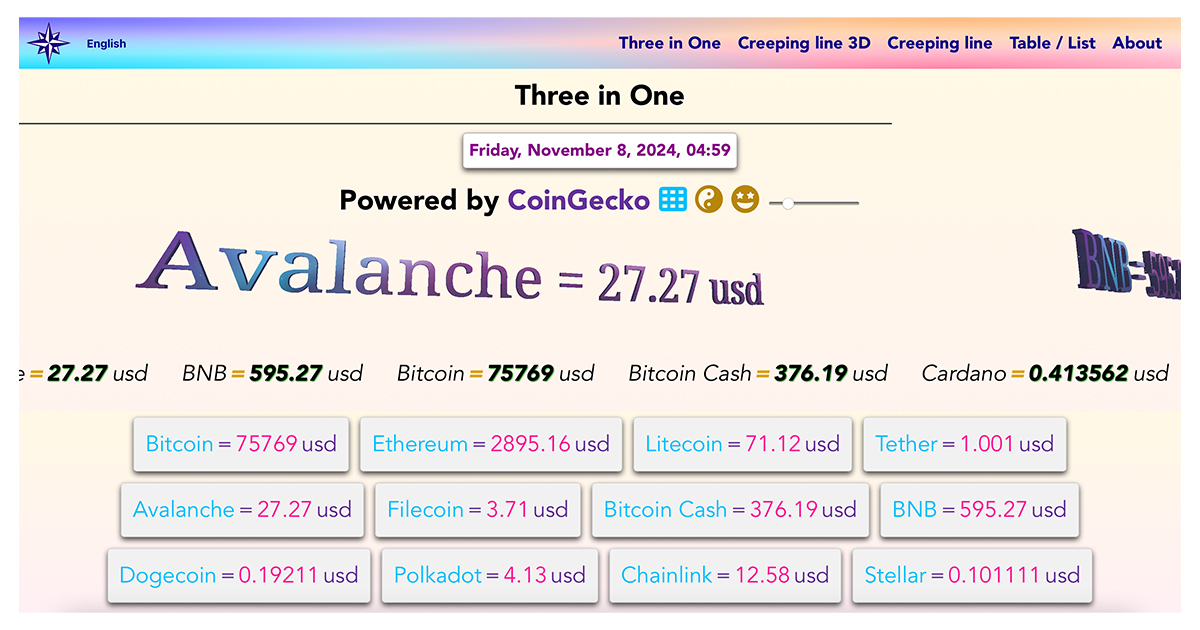 English Three in One Creeping line 3D Creeping line Table / List About
Three in One
Friday, November 8, 2024, 04:59
Powered by CoinGecko
Avalanche = 27.27 usd BNB=595
e = 27.27 usd BNB = 595.27 usd Bitcoin = 75769 usd Bitcoin Cash = 376.19 usd Cardano = 0.413562 usd
Bitcoin = 75769 usd Ethereum = 2895.16 usd Litecoin = 71.12 usd Tether = 1.001 usd
Avalanche = 27.27 usd Filecoin = 3.71 usd Bitcoin Cash = 376.19 usd BNB = 595.27 usd
Dogecoin = 0.19211 usd Polkadot = 4.13 usd Chainlink = 12.58 usd Stellar = 0.101111 usd